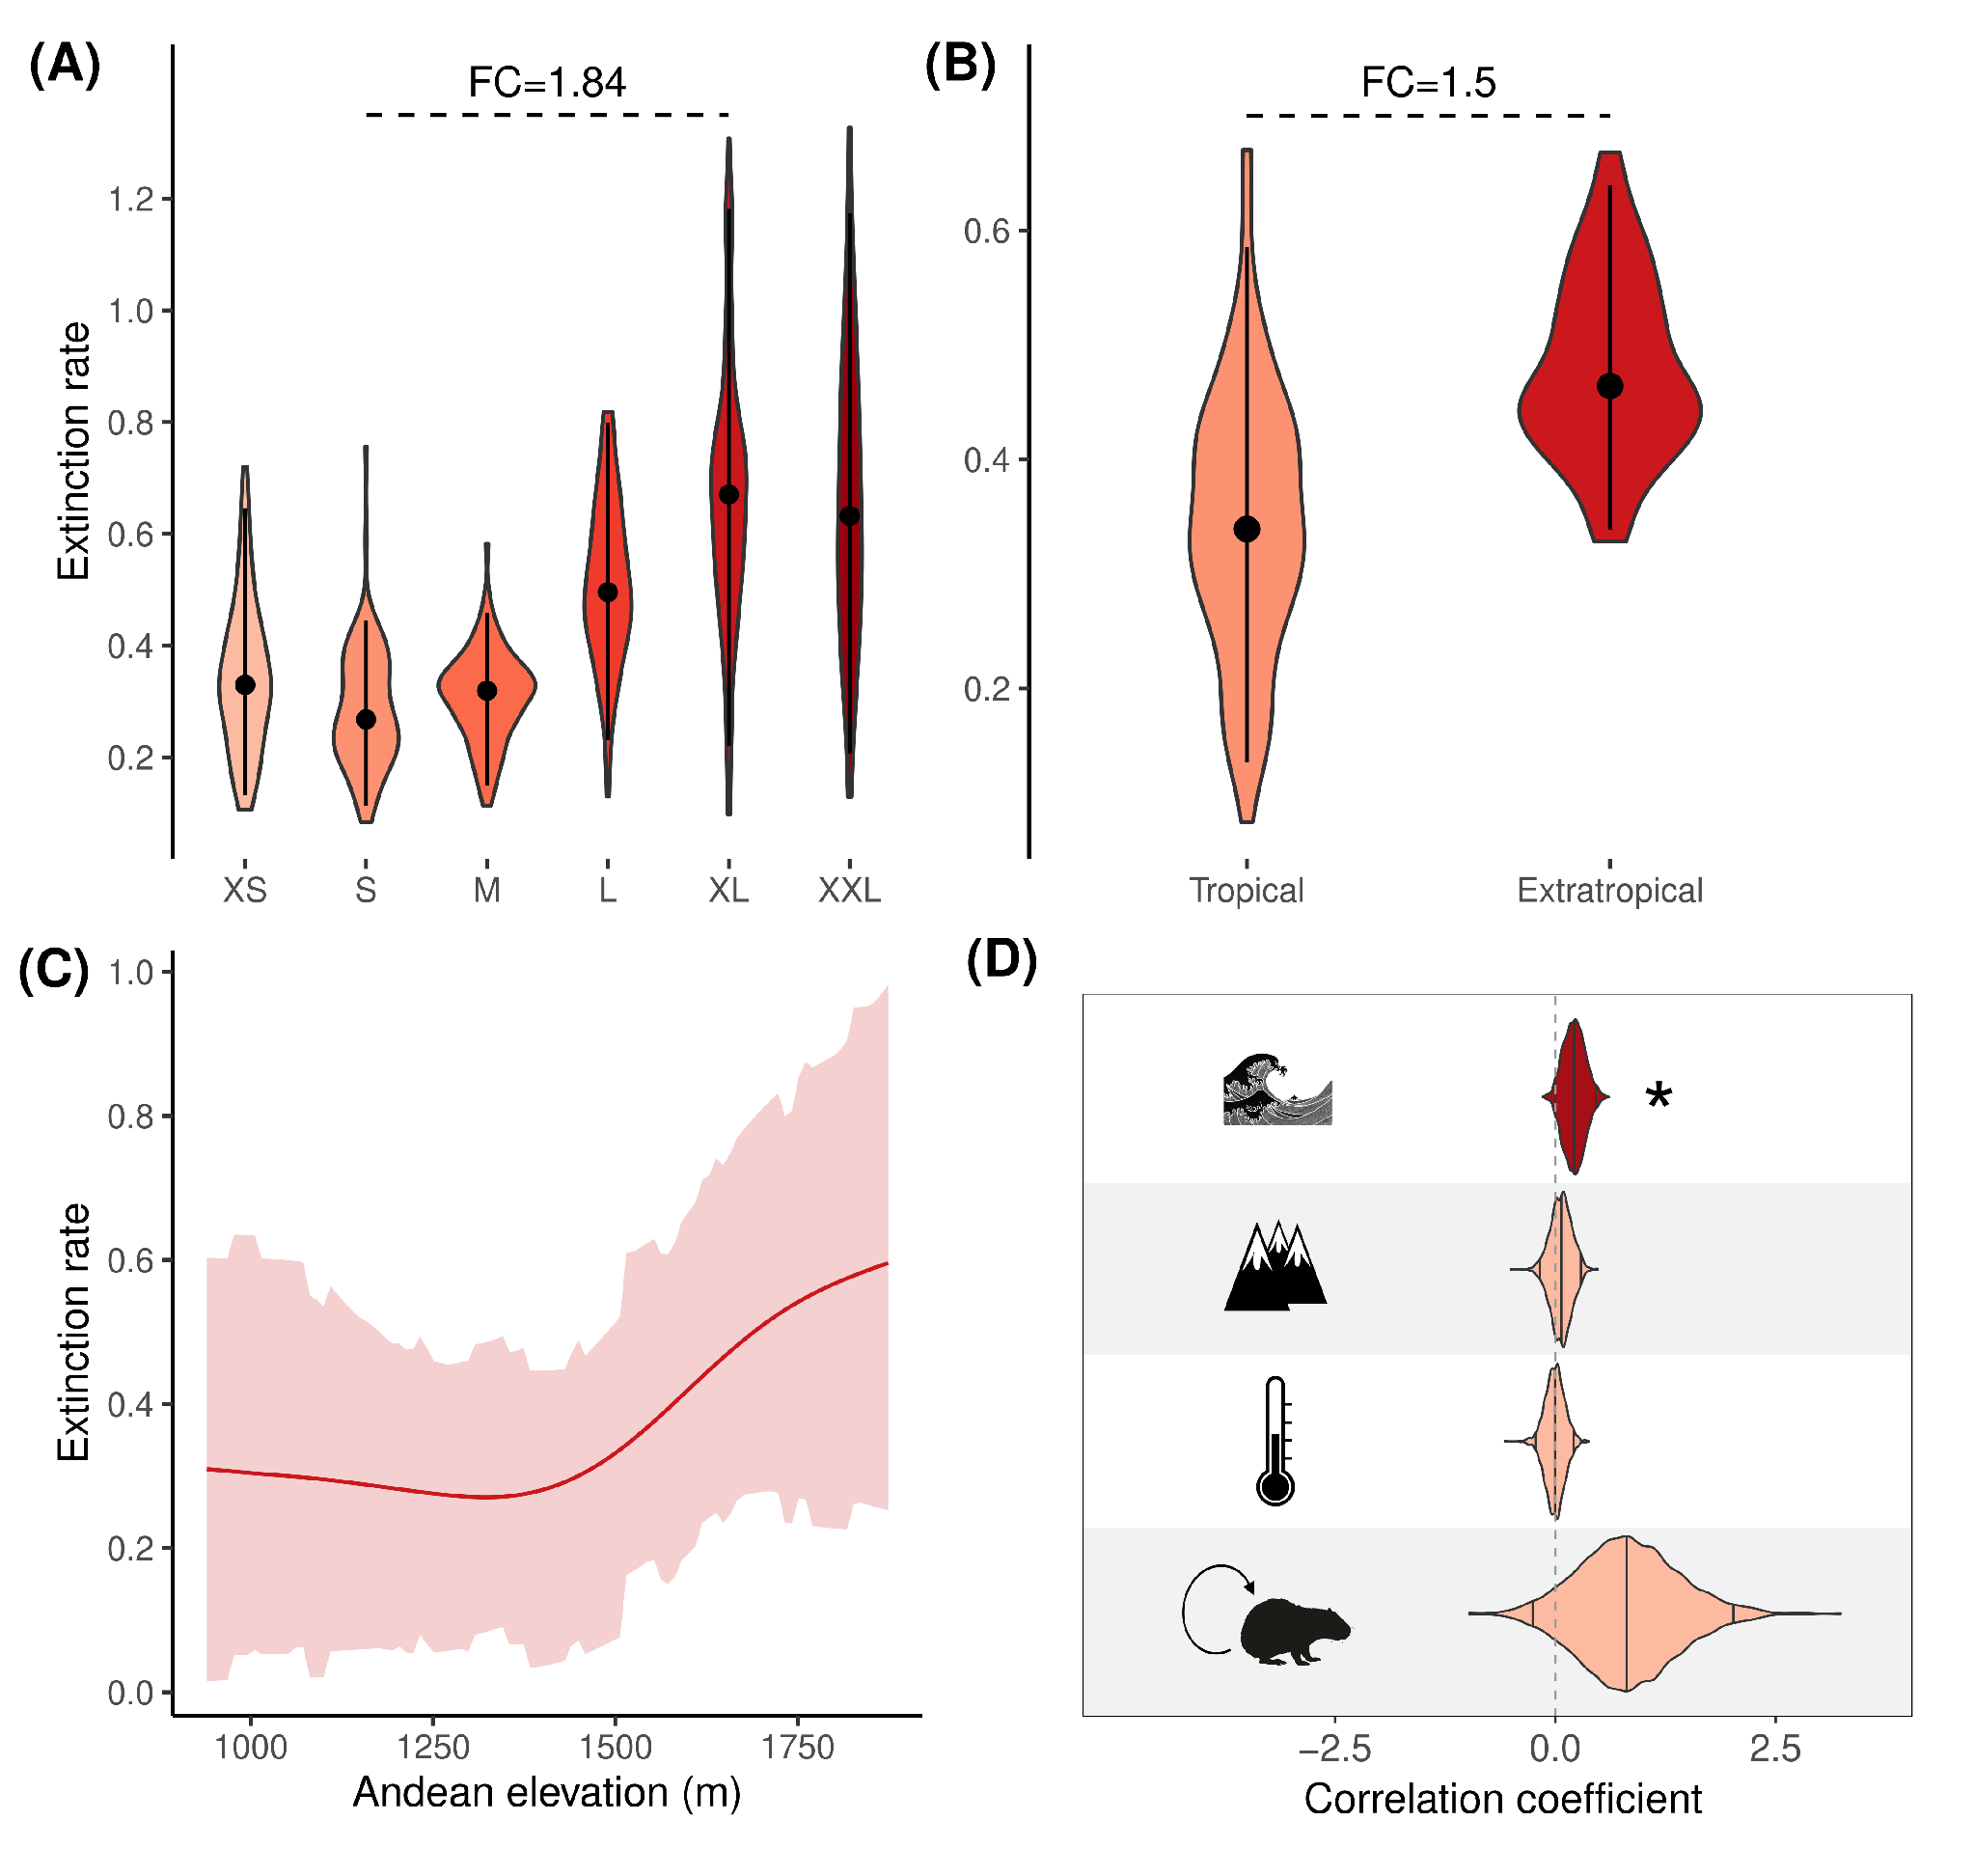 (A)
FC=1.84
Extinction rate
1.2
1.0
0.8
0.6
0.4
0.2
XS S M L XL XXL
(B)
FC=1.5
0.6
0.4
0.2
Tropical Extratropical
(C)
Extinction rate
1.0
0.8
0.6
0.4
0.2
0.0
1000 1250 1500 1750
Andean elevation (m)
(D)
*
−2.5 0.0 2.5
Correlation coefficient